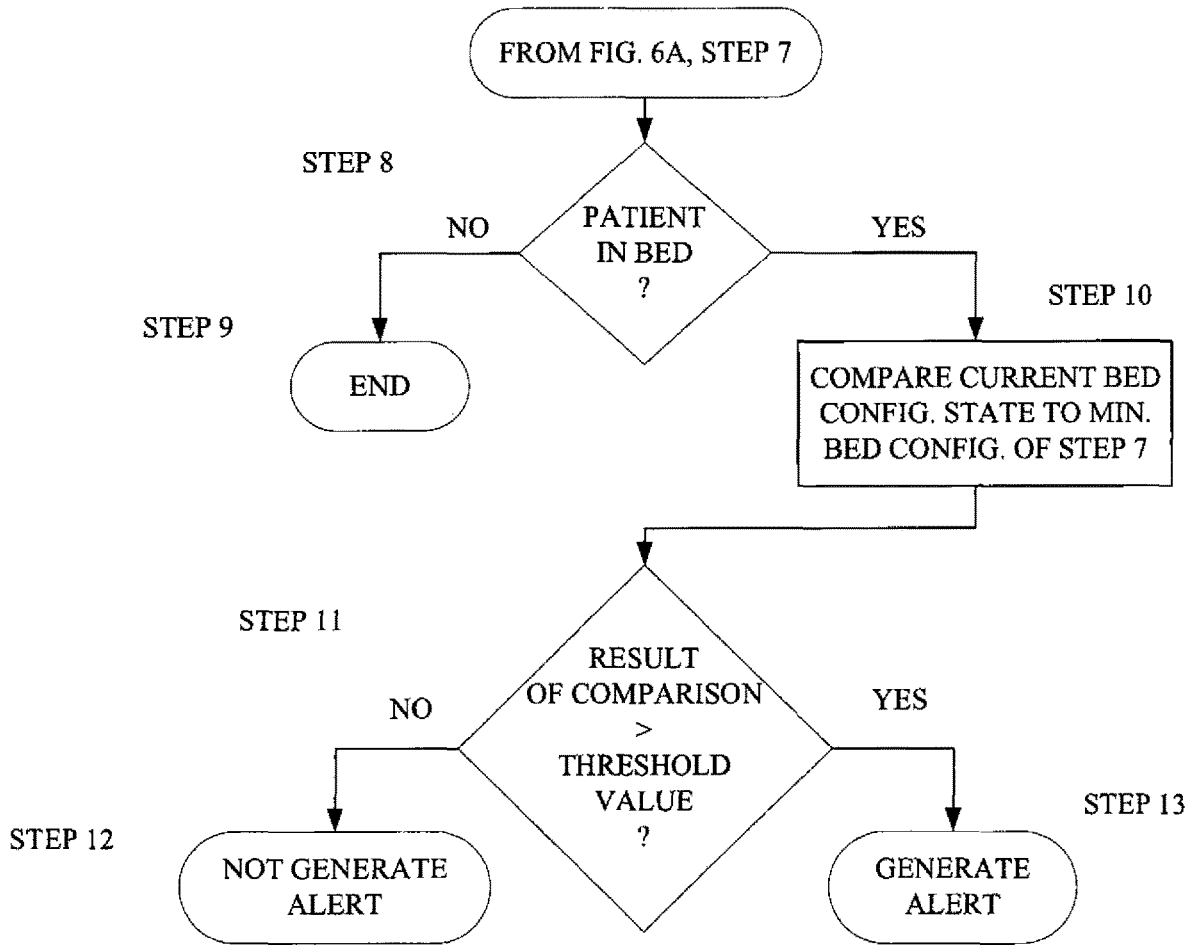 FROM FIG. 6A, STEP 7
STEP 8
PATIENT
IN BED
?
NO
YES
STEP 9
END
STEP 10
COMPARE CURRENT BED
CONFIG. STATE TO MIN.
BED CONFIG. OF STEP 7
STEP 11
RESULT
OF COMPARISON
>
THRESHOLD
VALUE
?
NO
YES
STEP 12
NOT GENERATE
ALERT
STEP 13
GENERATE
ALERT